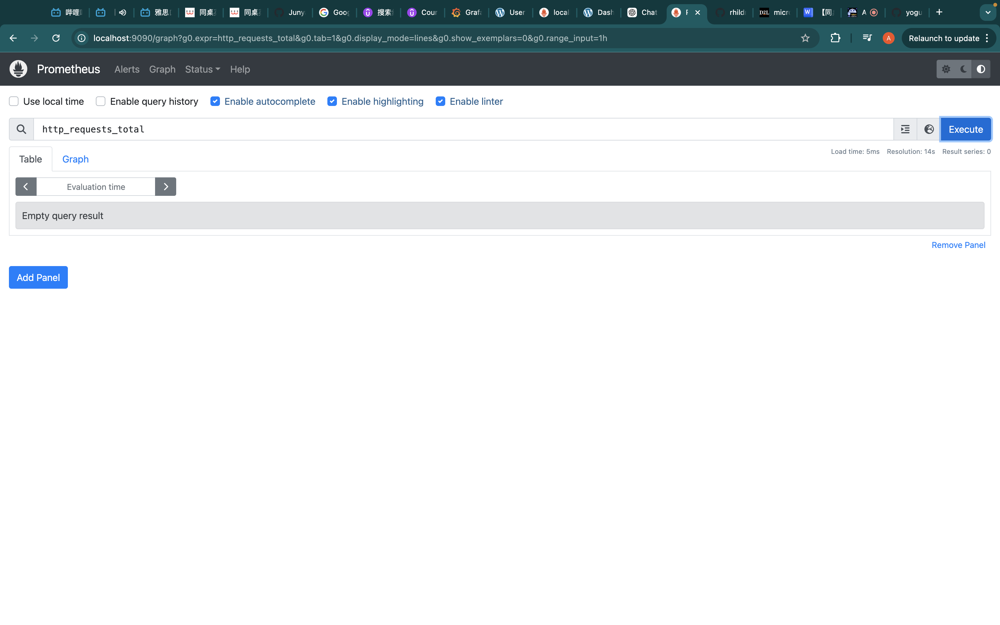 哔哩 雅思 同桌 同桌 Juny Goog 搜索 Cour Grafa User local Dash Chat rhild D2L micro W 【同 A yogu
localhost:9090/graph?g0.expr=http_requests_total&g0.tab=1&g0.display_mode=lines&g0.show_exemplars=0&g0.range_input=1h A Relaunch to update
Prometheus Alerts Graph Status Help
Use local time Enable query history Enable autocomplete Enable highlighting Enable linter
http_requests_total Execute
Table Graph Load time: 5ms Resolution: 14s Result series: 0
Evaluation time
Empty query result
Remove Panel
Add Panel